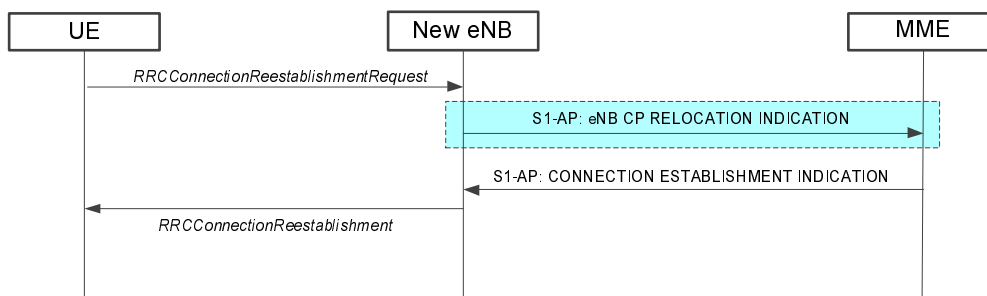 UE
New eNB
MME
RRCConnectionReestablishmentRequest
S1-AP: eNB CP RELOCATION INDICATION
S1-AP: CONNECTION ESTABLISHMENT INDICATION
RRCConnectionReestablishment